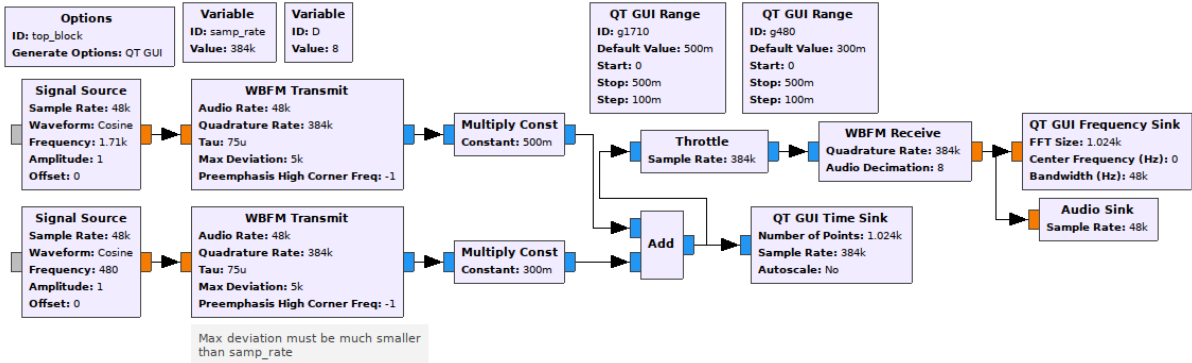 Options
ID: top_block
Generate Options: QT GUI
Variable
ID: samp_rate
Value: 384k
Variable
ID: D
Value: 8
QT GUI Range
ID: g1710
Default Value: 500m
Start: 0
Stop: 500m
Step: 100m
QT GUI Range
ID: g480
Default Value: 300m
Start: 0
Stop: 500m
Step: 100m
Signal Source
Sample Rate: 48k
Waveform: Cosine
Frequency: 1.71k
Amplitude: 1
Offset: 0
WBFM Transmit
Audio Rate: 48k
Quadrature Rate: 384k
Tau: 75u
Max Deviation: 5k
Preemphasis High Corner Freq: -1
Multiply Const
Constant: 500m
Throttle
Sample Rate: 384k
WBFM Receive
Quadrature Rate: 384k
Audio Decimation: 8
QT GUI Frequency Sink
FFT Size: 1.024k
Center Frequency (Hz): 0
Bandwidth (Hz): 48k
Audio Sink
Sample Rate: 48k
Signal Source
Sample Rate: 48k
Waveform: Cosine
Frequency: 480
Amplitude: 1
Offset: 0
WBFM Transmit
Audio Rate: 48k
Quadrature Rate: 384k
Tau: 75u
Max Deviation: 5k
Preemphasis High Corner Freq: -1
Multiply Const
Constant: 300m
Add
QT GUI Time Sink
Number of Points: 1.024k
Sample Rate: 384k
Autoscale: No
Max deviation must be much smaller
than samp_rate